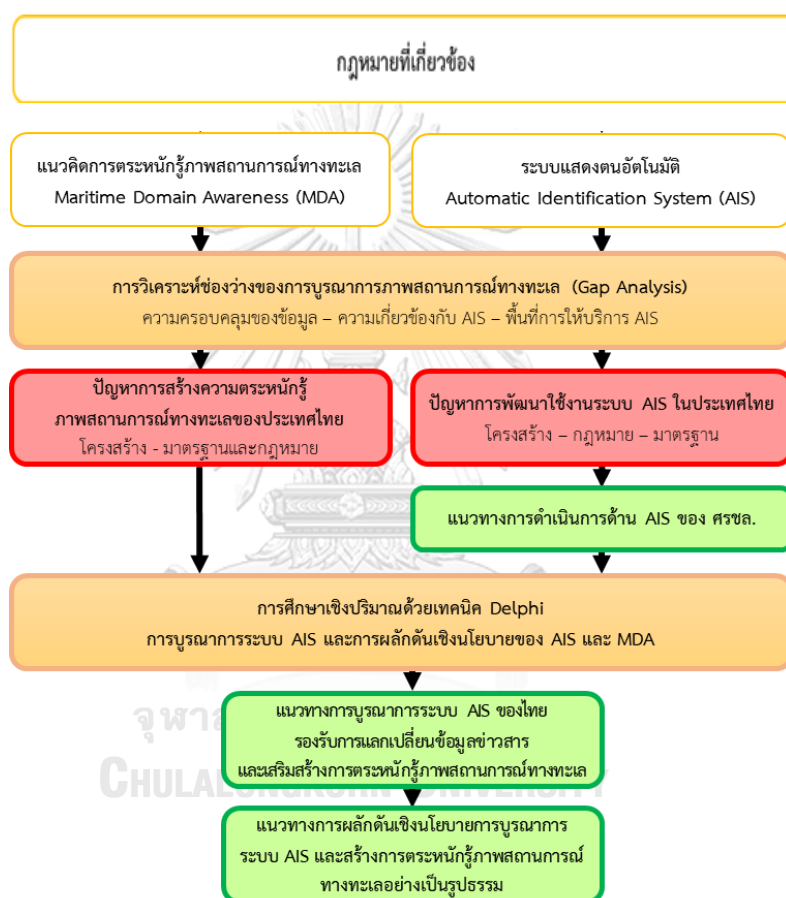 กฎหมายที่เกี่ยวข้อง
แนวคิดการตระหนักรู้ภาพสถานการณ์ทางทะเล
Maritime Domain Awareness (MDA)
ระบบแสดงตนอัตโนมัติ
Automatic Identification System (AIS)
การวิเคราะห์ช่องว่างของการบูรณาการภาพสถานการณ์ทางทะเล (Gap Analysis)
ความครอบคลุมของข้อมูล – ความเกี่ยวข้องกับ AIS – พื้นที่การให้บริการ AIS
ปัญหาการสร้างความตระหนักรู้
ภาพสถานการณ์ทางทะเลของประเทศไทย
โครงสร้าง - มาตรฐานและกฎหมาย
ปัญหาการพัฒนาใช้งานระบบ AIS ในประเทศไทย
โครงสร้าง – กฎหมาย – มาตรฐาน
แนวทางการดำเนินการด้าน AIS ของ ศรชล.
การศึกษาเชิงปริมาณด้วยเทคนิค Delphi
การบูรณาการระบบ AIS และการผลักดันเชิงนโยบายของ AIS และ MDA
แนวทางการบูรณาการระบบ AIS ของไทย
รองรับการแลกเปลี่ยนข้อมูลข่าวสาร
และเสริมสร้างการตระหนักรู้ภาพสถานการณ์ทางทะเล
แนวทางการผลักดันเชิงนโยบายการบูรณาการ
ระบบ AIS และสร้างการตระหนักรู้ภาพสถานการณ์
ทางทะเลอย่างเป็นรูปธรรม